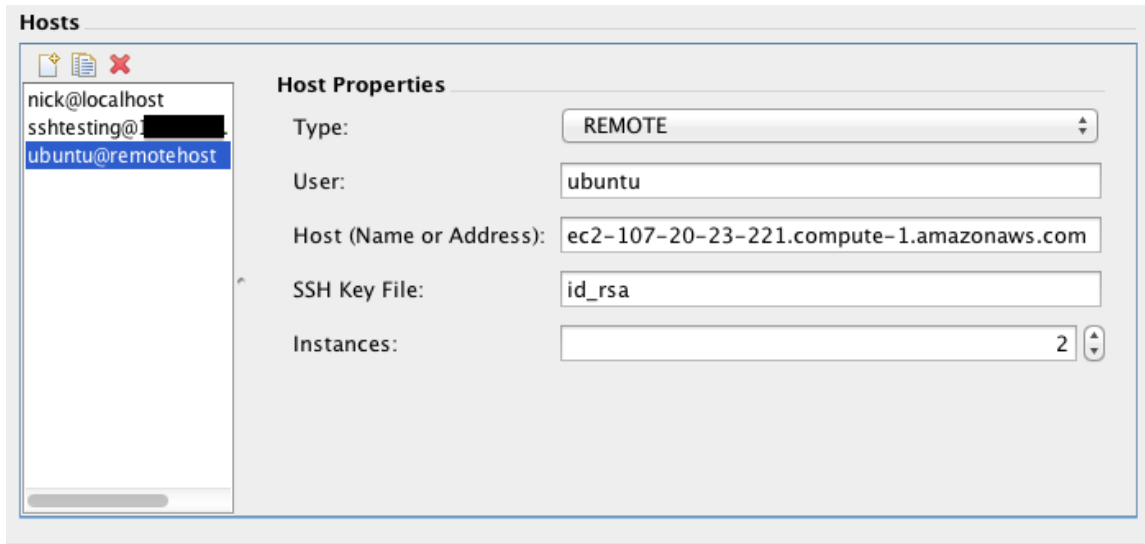 Hosts
nick@localhost
sshtesting@
ubuntu@remotehost
Host Properties
Type:
REMOTE
User:
ubuntu
Host (Name or Address):
ec2-107-20-23-221.compute-1.amazonaws.com
SSH Key File:
id_rsa
Instances:
2